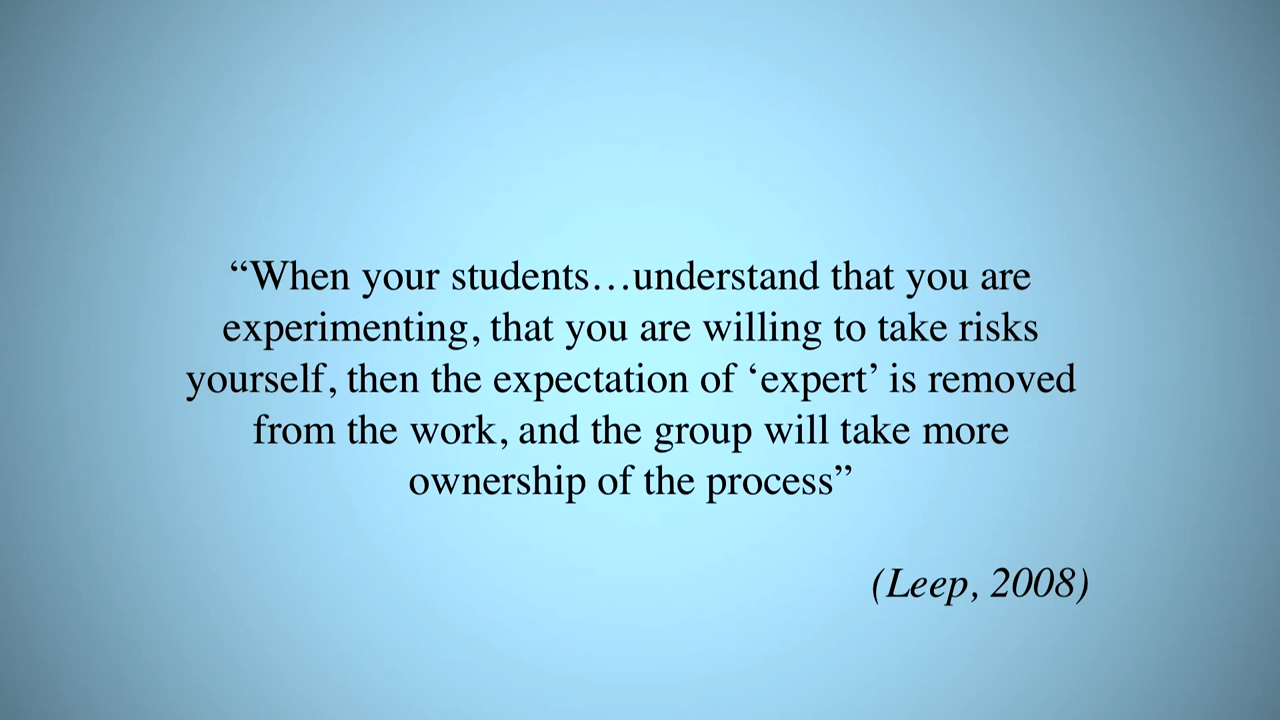 “When your students…understand that you are
experimenting, that you are willing to take risks
yourself, then the expectation of ‘expert’ is removed
from the work, and the group will take more
ownership of the process”
(Leep, 2008)